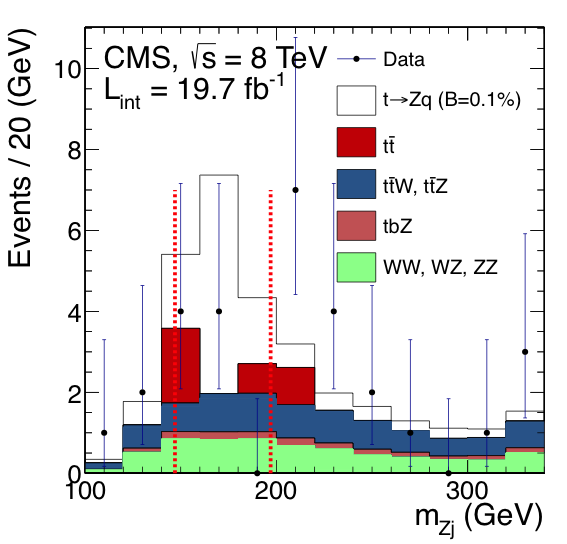 CMS, √s = 8 TeV
L_int = 19.7 fb⁻¹
Data
t→Zq (B=0.1%)
tt̄
tt̄W, tt̄Z
tbZ
WW, WZ, ZZ
Events / 20 (GeV)
10
8
6
4
2
0
100
200
300
m_Zj (GeV)